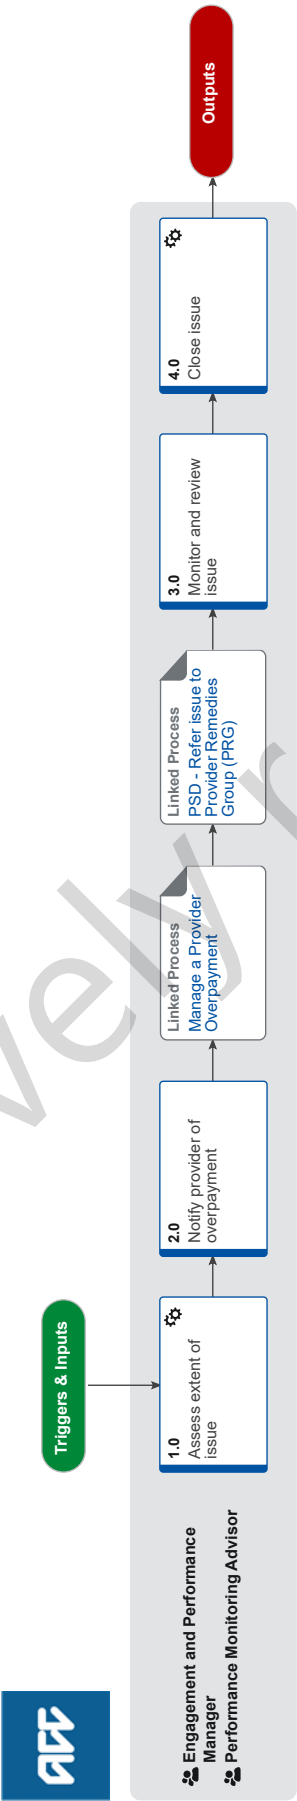 ACC
Triggers & Inputs
Outputs
Engagement and Performance
Manager
Performance Monitoring Advisor
1.0
Assess extent of
issue
2.0
Notify provider of
overpayment
Linked Process
Manage a Provider
Overpayment
Linked Process
PSD - Refer issue to
Provider Remedies
Group (PRG)
3.0
Monitor and review
issue
4.0
Close issue
vely r